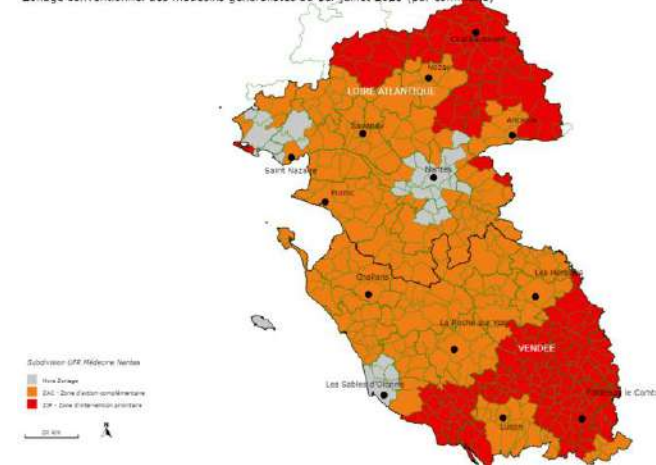 Zonage conventionnel des médecins généralistes au 1er juillet (par commune)
Châteaubriant
Nozay
LOIRE ATLANTIQUE
Ancenis
Savenay
Saint Nazaire
Nantes
Pornic
Challans
Les Herbiers
La Roche sur Yon
VENDEE
Les Sables d'Olonne
Fontenay le Comte
Luçon
Subdivision UFR Médecine Nantes
Hors Zonage
ZAC - Zone d'action complémentaire
ZIP - Zone d'intervention prioritaire
20 km
N